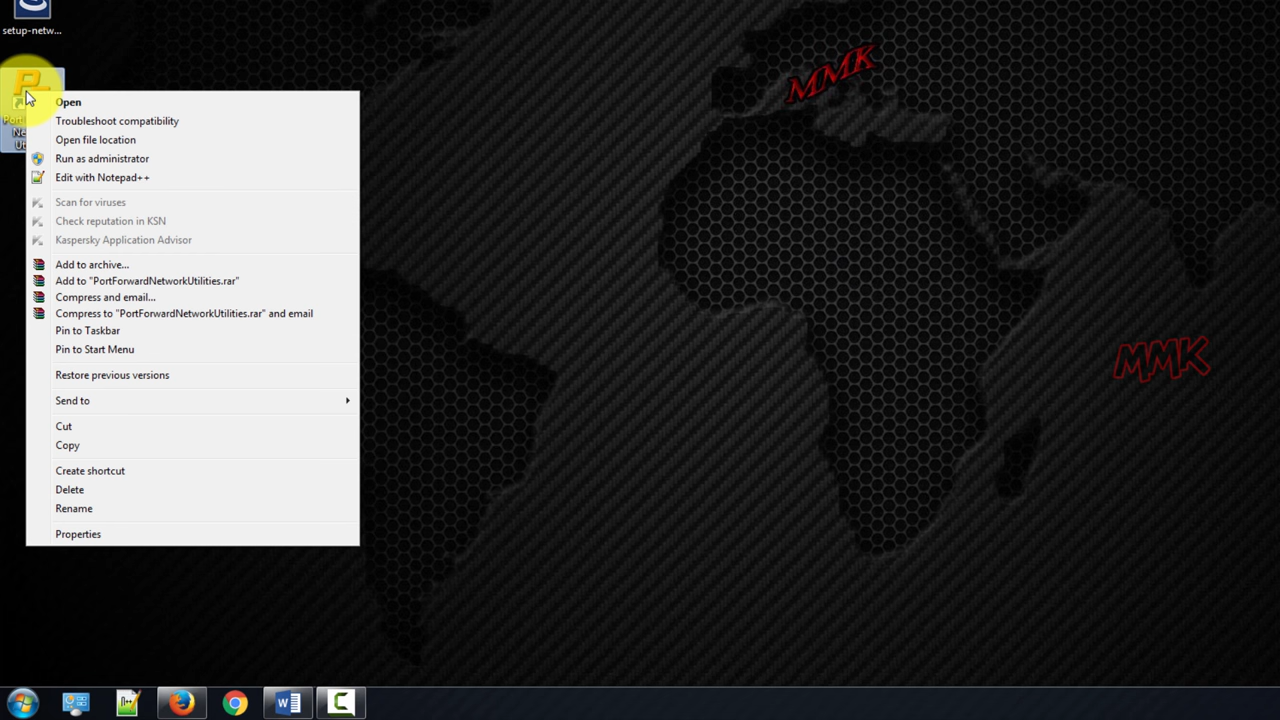 setup-netw...
Open
Troubleshoot compatibility
Open file location
Run as administrator
Edit with Notepad++
Scan for viruses
Check reputation in KSN
Kaspersky Application Advisor
Add to archive...
Add to "PortForwardNetworkUtilities.rar"
Compress and email...
Compress to "PortForwardNetworkUtilities.rar" and email
Pin to Taskbar
Pin to Start Menu
Restore previous versions
Send to
Cut
Copy
Create shortcut
Delete
Rename
Properties
MMK
MMK